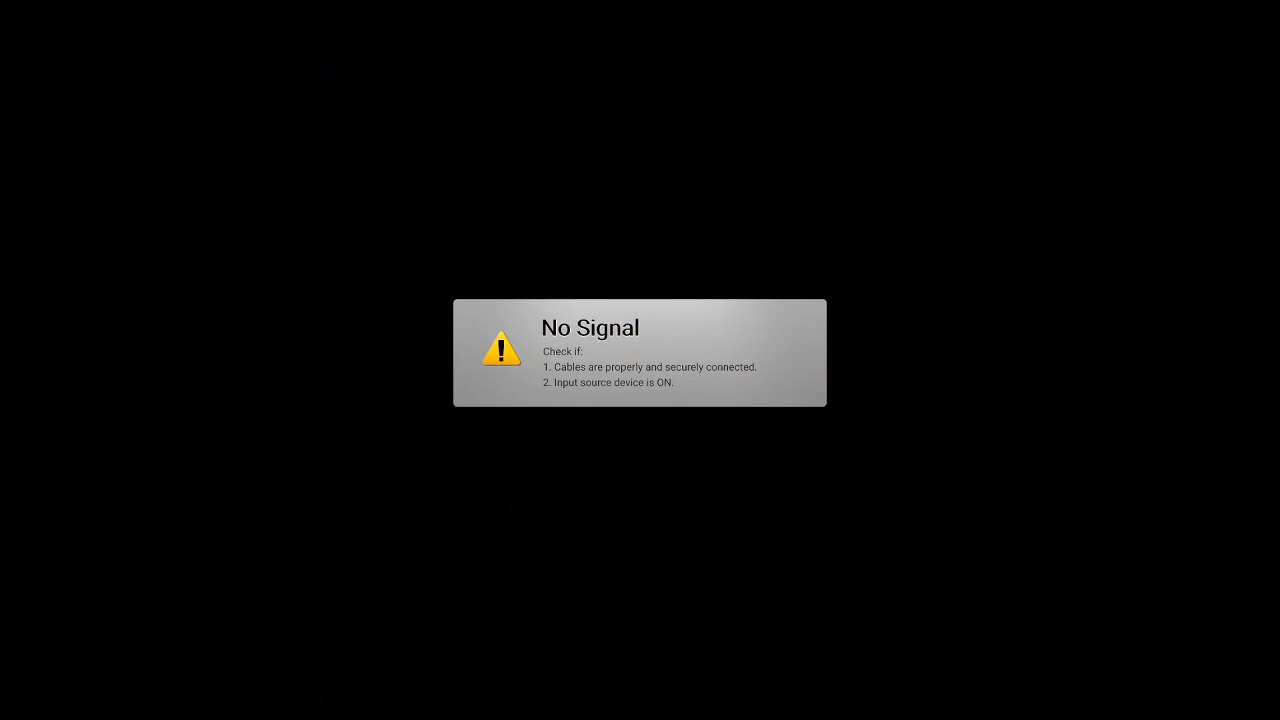 No Signal
Check if:
1. Cables are properly and securely connected.
2. Input source device is ON.